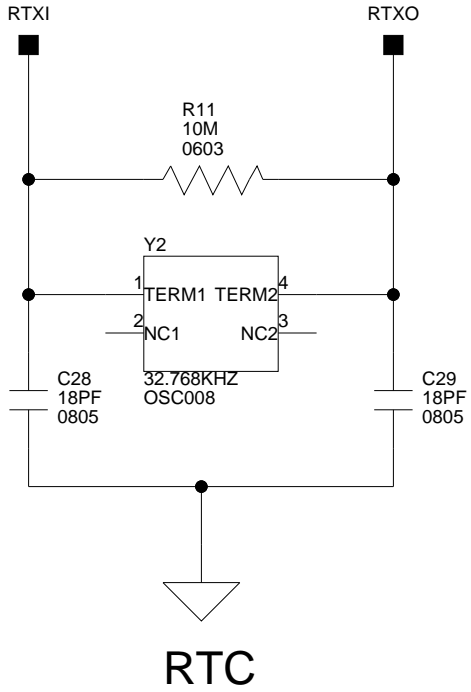 RTXI
RTXO
R11
10M
0603
Y2
1
TERM1
TERM2
4
2
NC1
NC2
3
32.768KHZ
OSC008
C28
18PF
0805
C29
18PF
0805
RTC